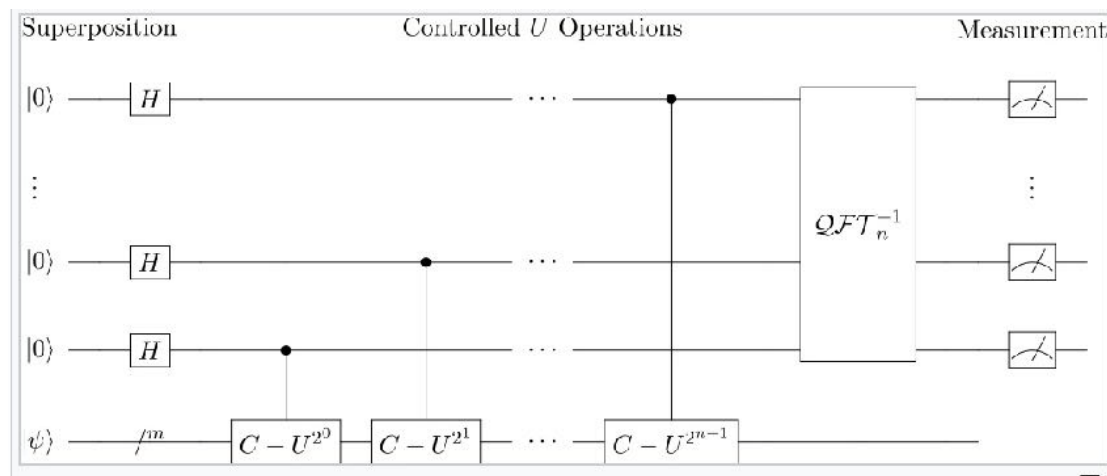 Superposition Controlled U Operations Measurement
|0⟩ H ⋯
⋮ ⋮
QFT_n^{-1}
|0⟩ H ⋯
|0⟩ H ⋯
ψ⟩ /^m C − U^{2^0} C − U^{2^1} ⋯ C − U^{2^{n−1}}